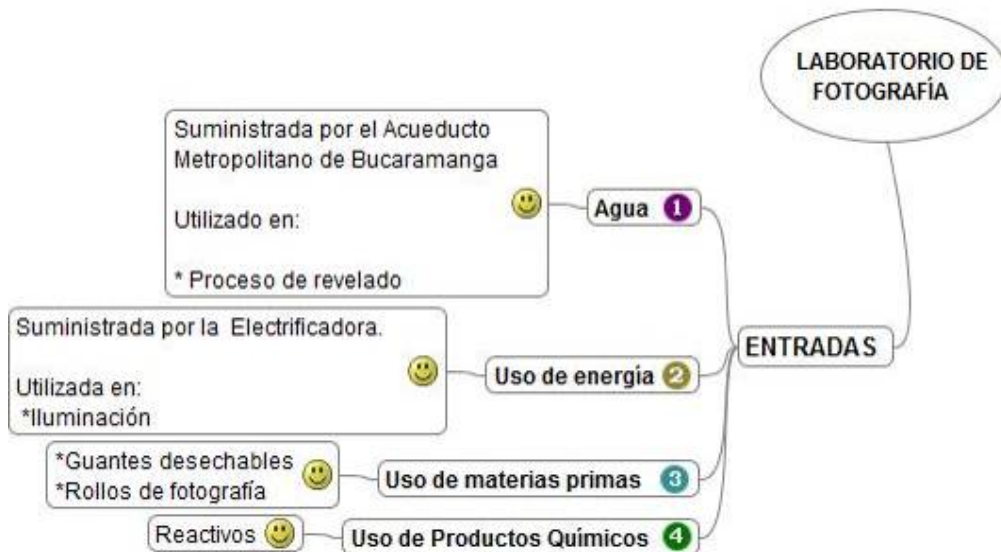 LABORATORIO DE
FOTOGRAFÍA
Suministrada por el Acueducto
Metropolitano de Bucaramanga
Utilizado en:
* Proceso de revelado
Agua 1
Suministrada por la Electrificadora.
Utilizada en:
*Iluminación
Uso de energía 2
ENTRADAS
*Guantes desechables
*Rollos de fotografía
Uso de materias primas 3
Reactivos
Uso de Productos Químicos 4